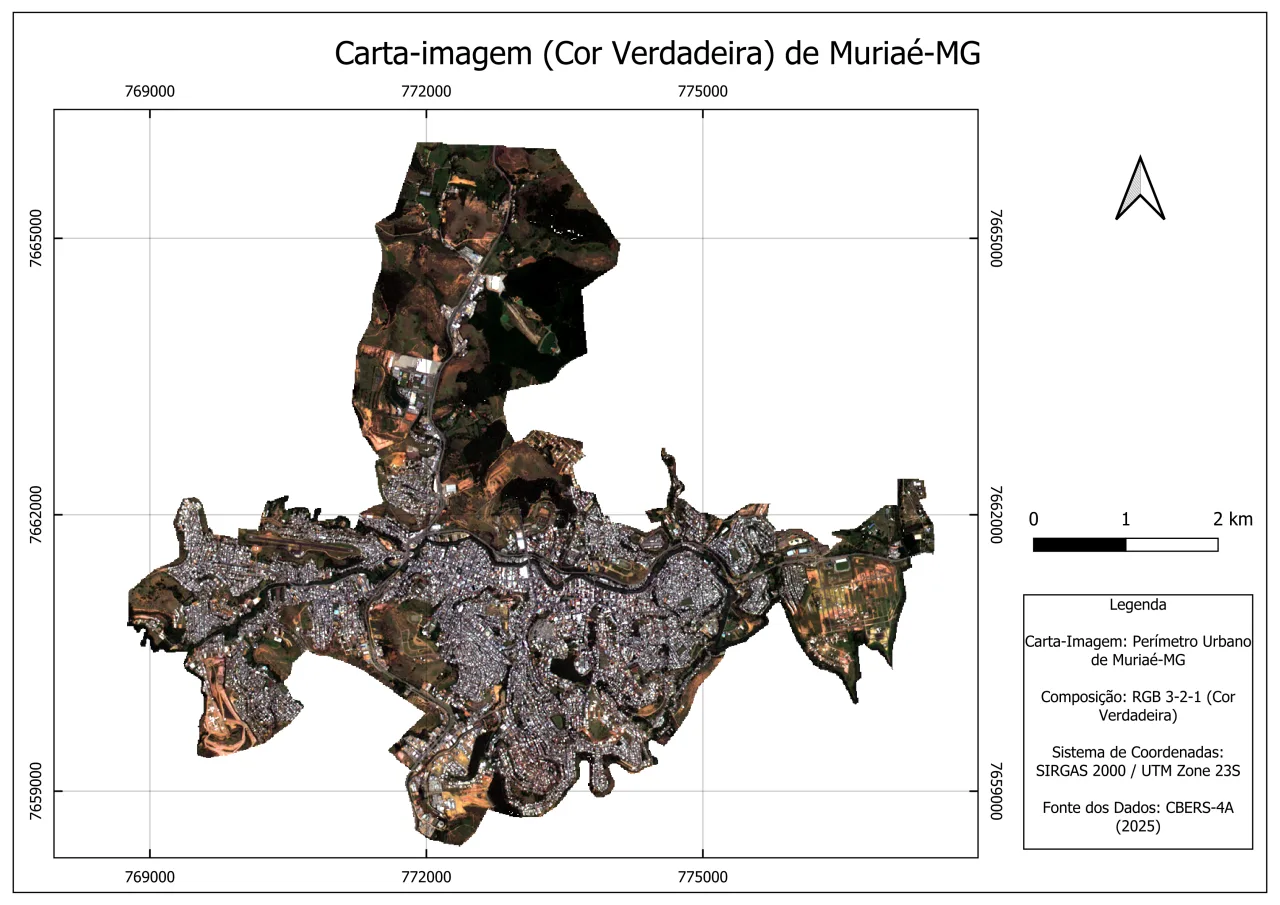 Carta-imagem (Cor Verdadeira) de Muriaé-MG
769000
772000
775000
7665000
7665000
7662000
7662000
7659000
7659000
769000
772000
775000
0
1
2 km
Legenda
Carta-Imagem: Perímetro Urbano
de Muriaé-MG
Composição: RGB 3-2-1 (Cor
Verdadeira)
Sistema de Coordenadas:
SIRGAS 2000 / UTM Zone 23S
Fonte dos Dados: CBERS-4A
(2025)